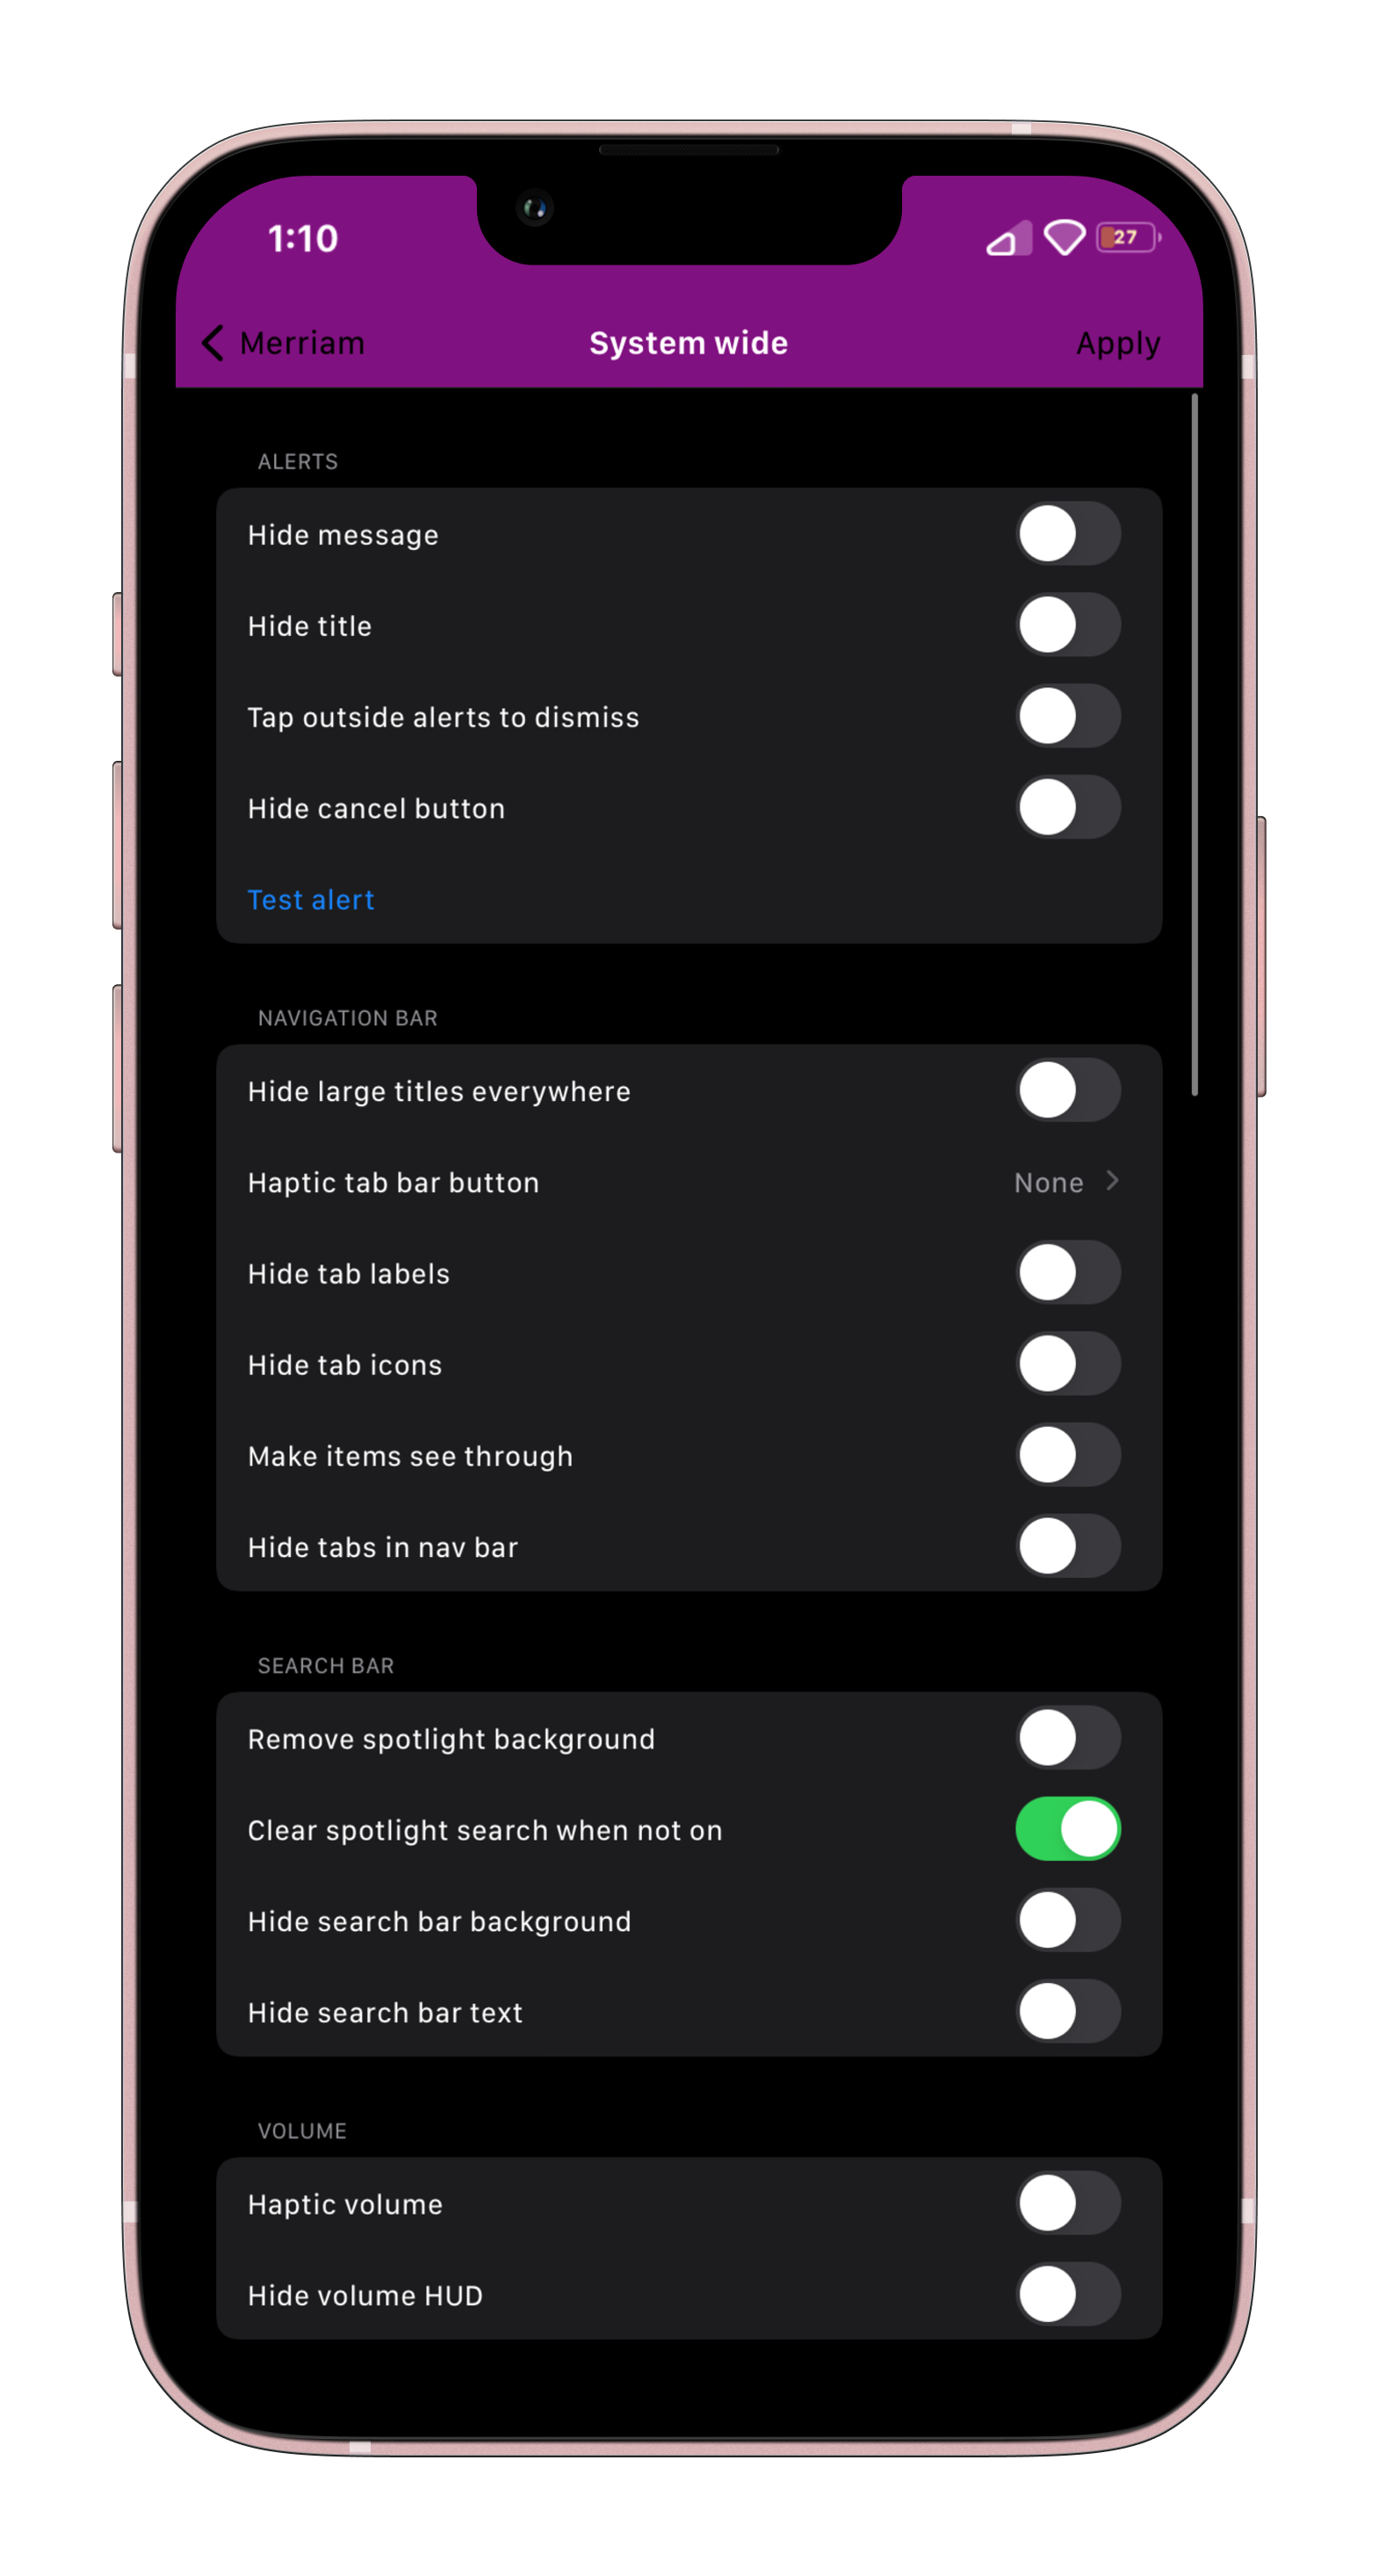 1:10
27
Merriam
System wide
Apply
ALERTS
Hide message
Hide title
Tap outside alerts to dismiss
Hide cancel button
Test alert
NAVIGATION BAR
Hide large titles everywhere
Haptic tab bar button
None
Hide tab labels
Hide tab icons
Make items see through
Hide tabs in nav bar
SEARCH BAR
Remove spotlight background
Clear spotlight search when not on
Hide search bar background
Hide search bar text
VOLUME
Haptic volume
Hide volume HUD